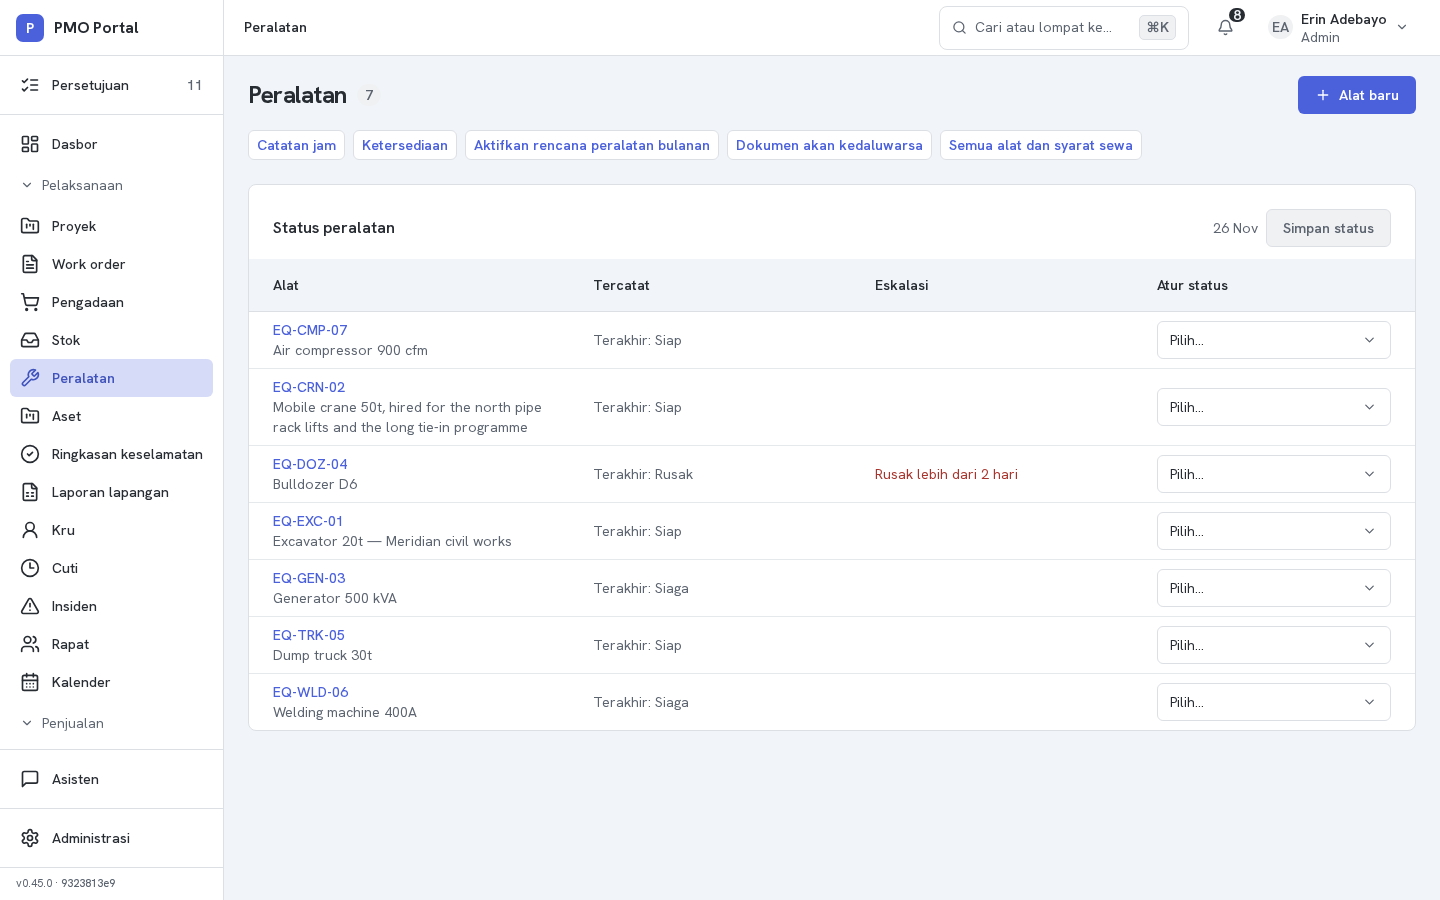 P
PMO Portal
Peralatan
Cari atau lompat ke...
⌘K
8
EA
Erin Adebayo
Admin
Persetujuan
11
Dasbor
Pelaksanaan
Proyek
Work order
Pengadaan
Stok
Peralatan
Aset
Ringkasan keselamatan
Laporan lapangan
Kru
Cuti
Insiden
Rapat
Kalender
Penjualan
Asisten
Administrasi
v0.45.0 · 9323813e9
Peralatan 7
Alat baru
Catatan jam
Ketersediaan
Aktifkan rencana peralatan bulanan
Dokumen akan kedaluwarsa
Semua alat dan syarat sewa
Status peralatan
26 Nov
Simpan status
Alat
Tercatat
Eskalasi
Atur status
EQ-CMP-07
Air compressor 900 cfm
Terakhir: Siap
Pilih...
EQ-CRN-02
Mobile crane 50t, hired for the north pipe
rack lifts and the long tie-in programme
Terakhir: Siap
Pilih...
EQ-DOZ-04
Bulldozer D6
Terakhir: Rusak
Rusak lebih dari 2 hari
Pilih...
EQ-EXC-01
Excavator 20t — Meridian civil works
Terakhir: Siap
Pilih...
EQ-GEN-03
Generator 500 kVA
Terakhir: Siaga
Pilih...
EQ-TRK-05
Dump truck 30t
Terakhir: Siap
Pilih...
EQ-WLD-06
Welding machine 400A
Terakhir: Siaga
Pilih...